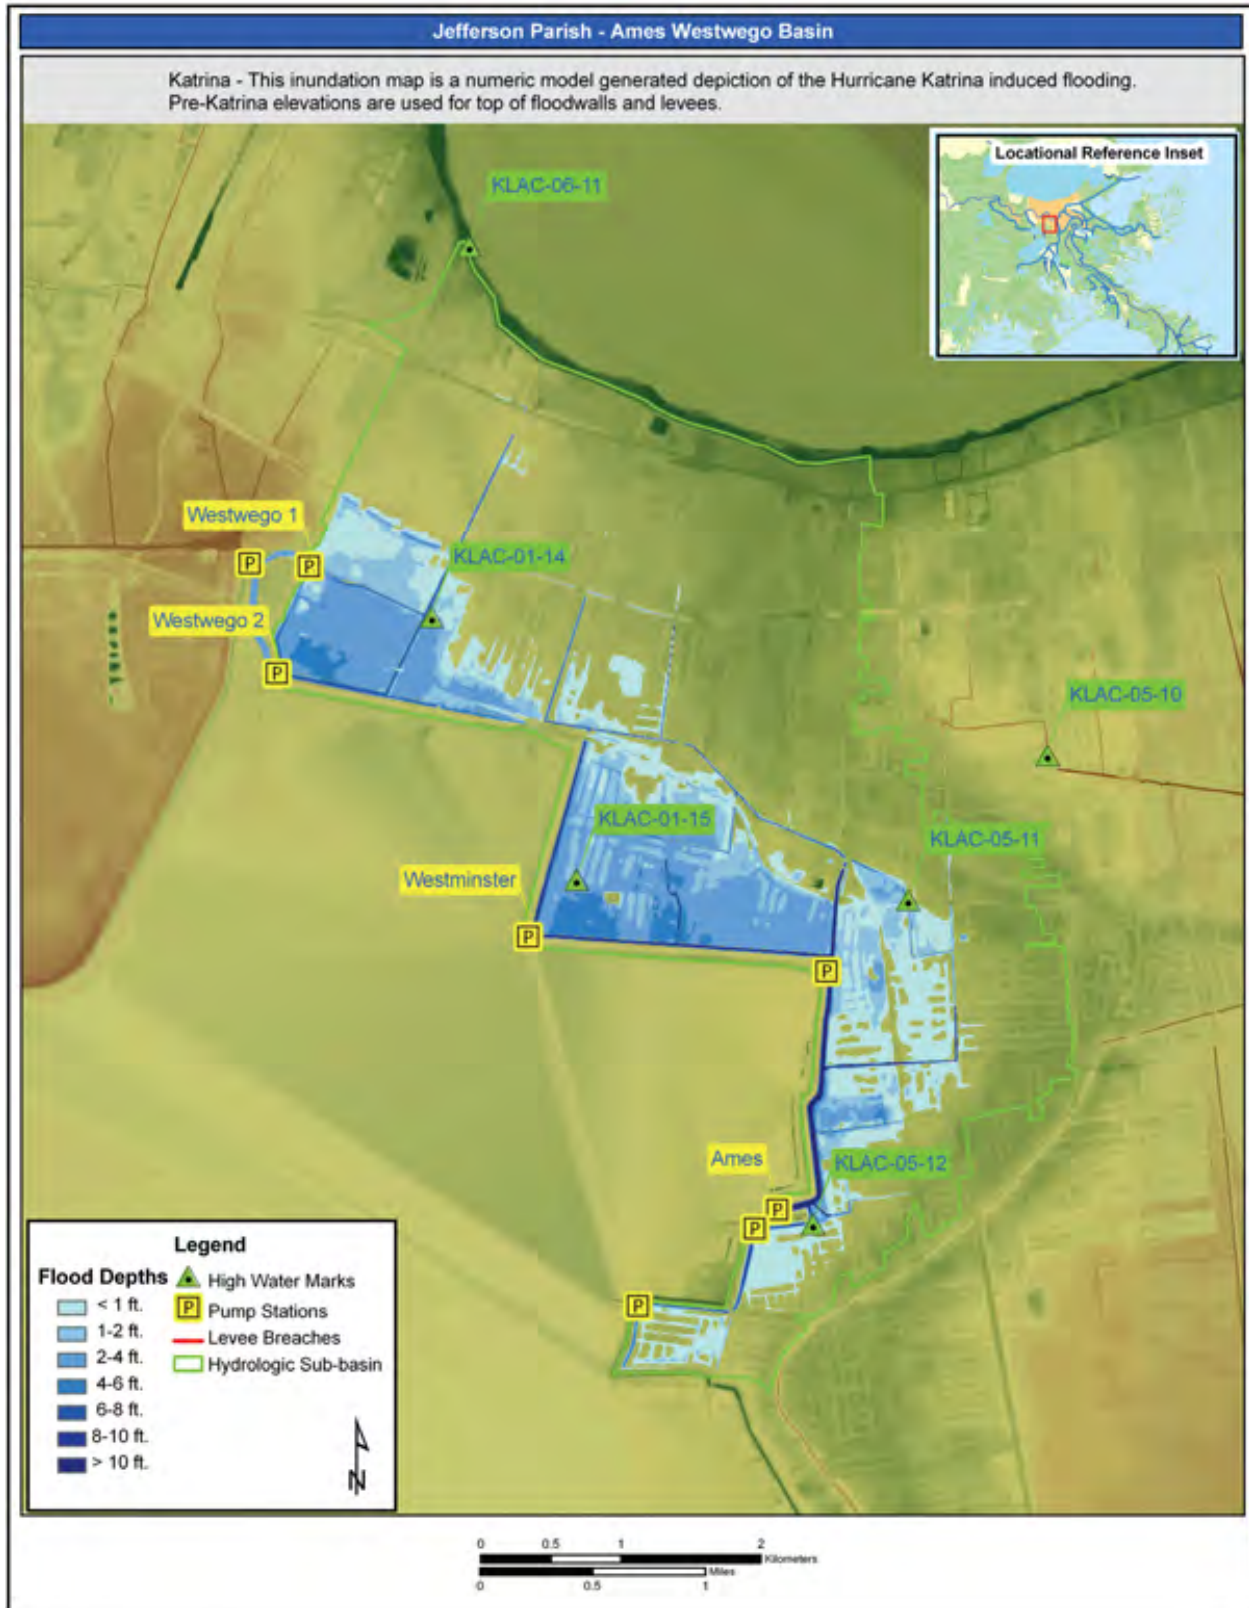 Jefferson Parish - Ames Westwego Basin
Katrina - This inundation map is a numeric model generated depiction of the Hurricane Katrina induced flooding.
Pre-Katrina elevations are used for top of floodwalls and levees.
Locational Reference Inset
KLAC-06-11
Westwego 1
P
P
KLAC-01-14
Westwego 2
P
KLAC-05-10
KLAC-01-15
KLAC-05-11
Westminster
P
P
Ames
KLAC-05-12
P
P
P
Legend
Flood Depths
< 1 ft.
1-2 ft.
2-4 ft.
4-6 ft.
6-8 ft.
8-10 ft.
> 10 ft.
High Water Marks
P Pump Stations
Levee Breaches
Hydrologic Sub-basin
N
0 0.5 1 2
Kilometers
Miles
0 0.5 1